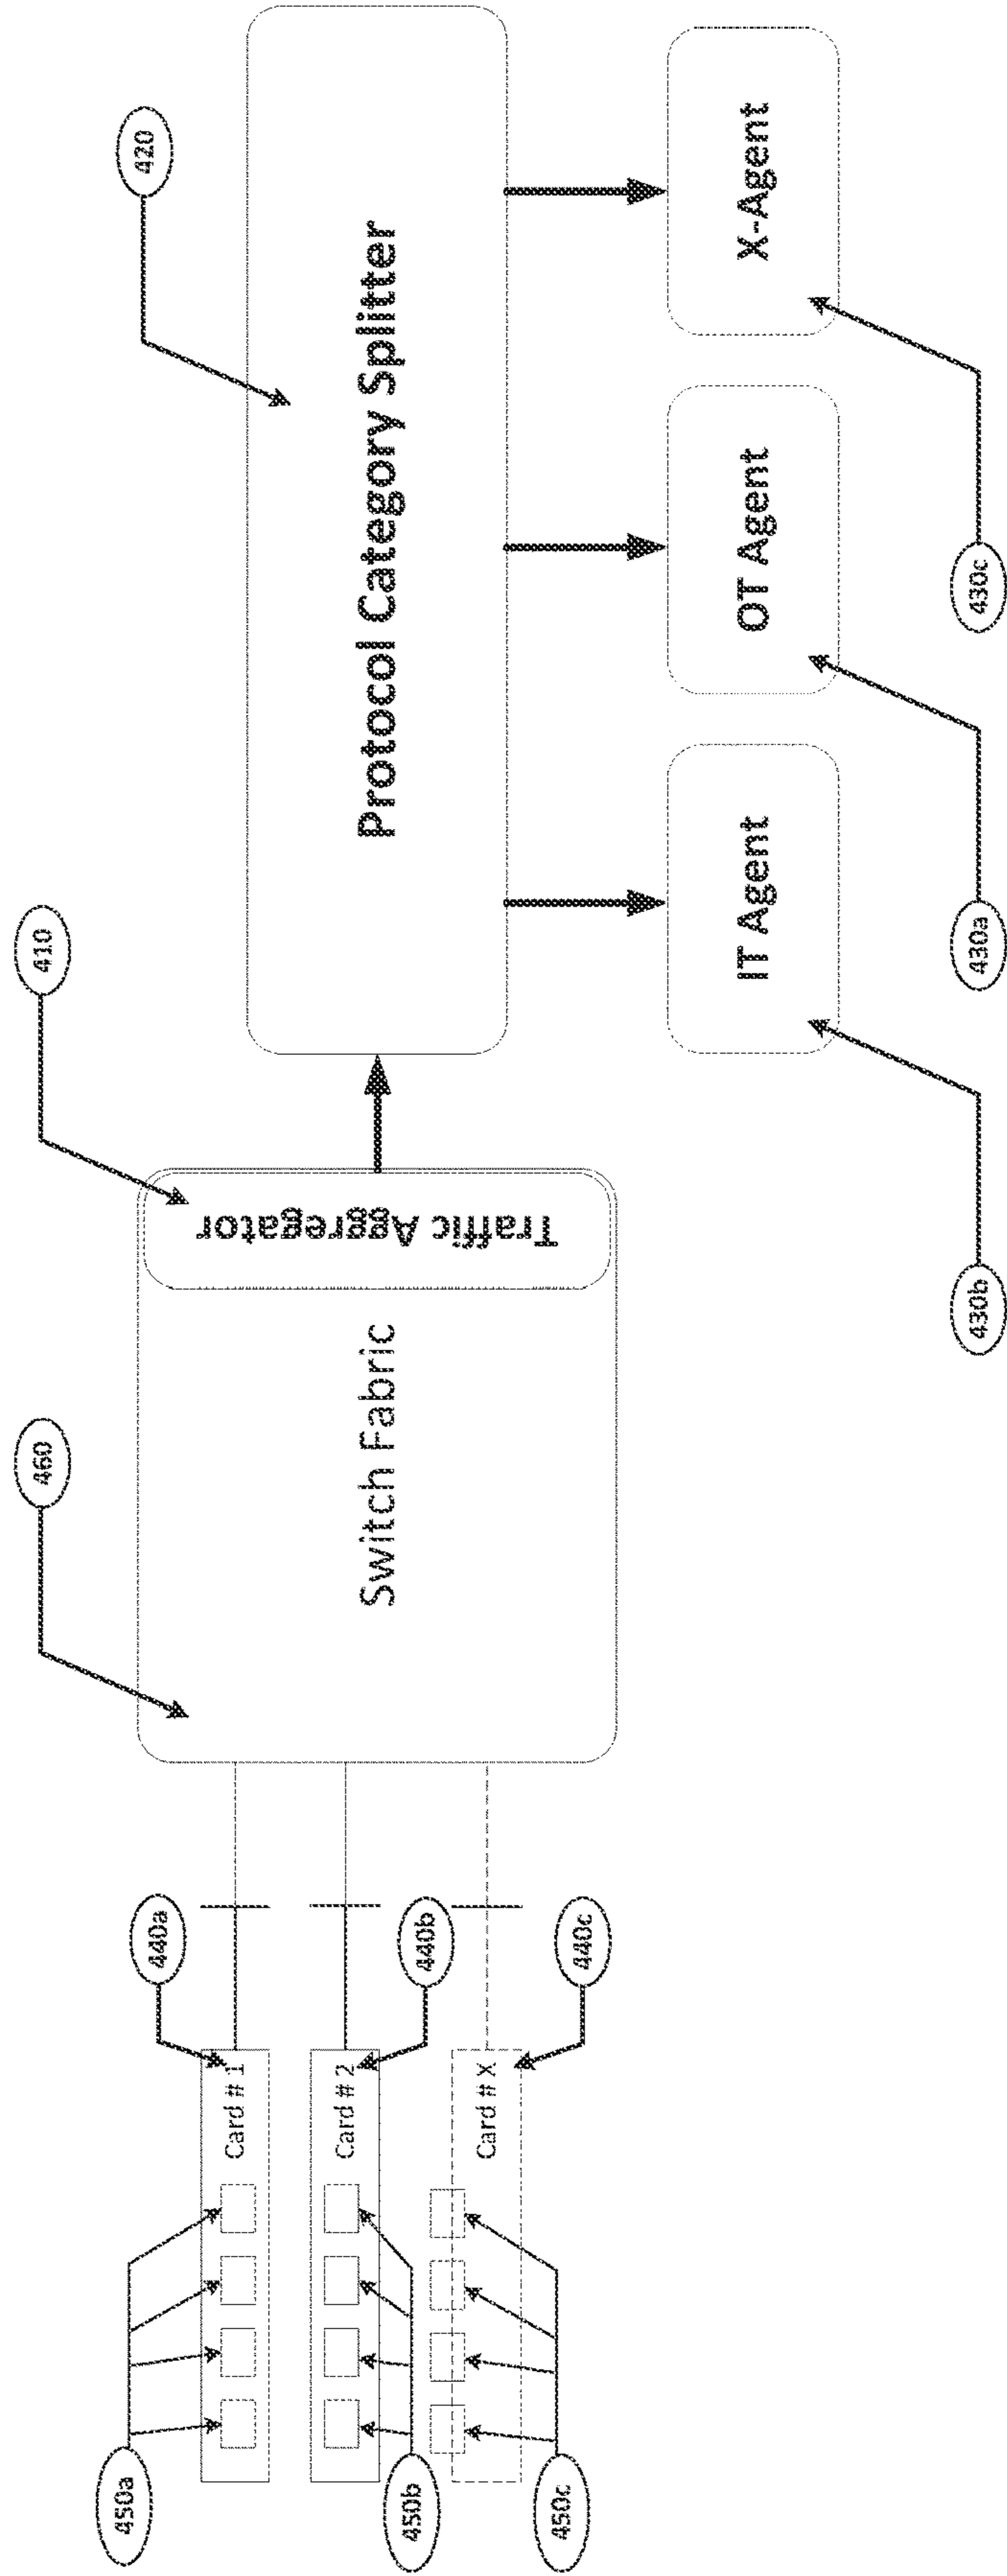 450a
440a
460
410
420
Card # 1
450b
Card # 2
440b
450c
Card # X
440c
Switch Fabric
Traffic Aggregator
Protocol Category Splitter
IT Agent
OT Agent
X-Agent
430b
430a
430c